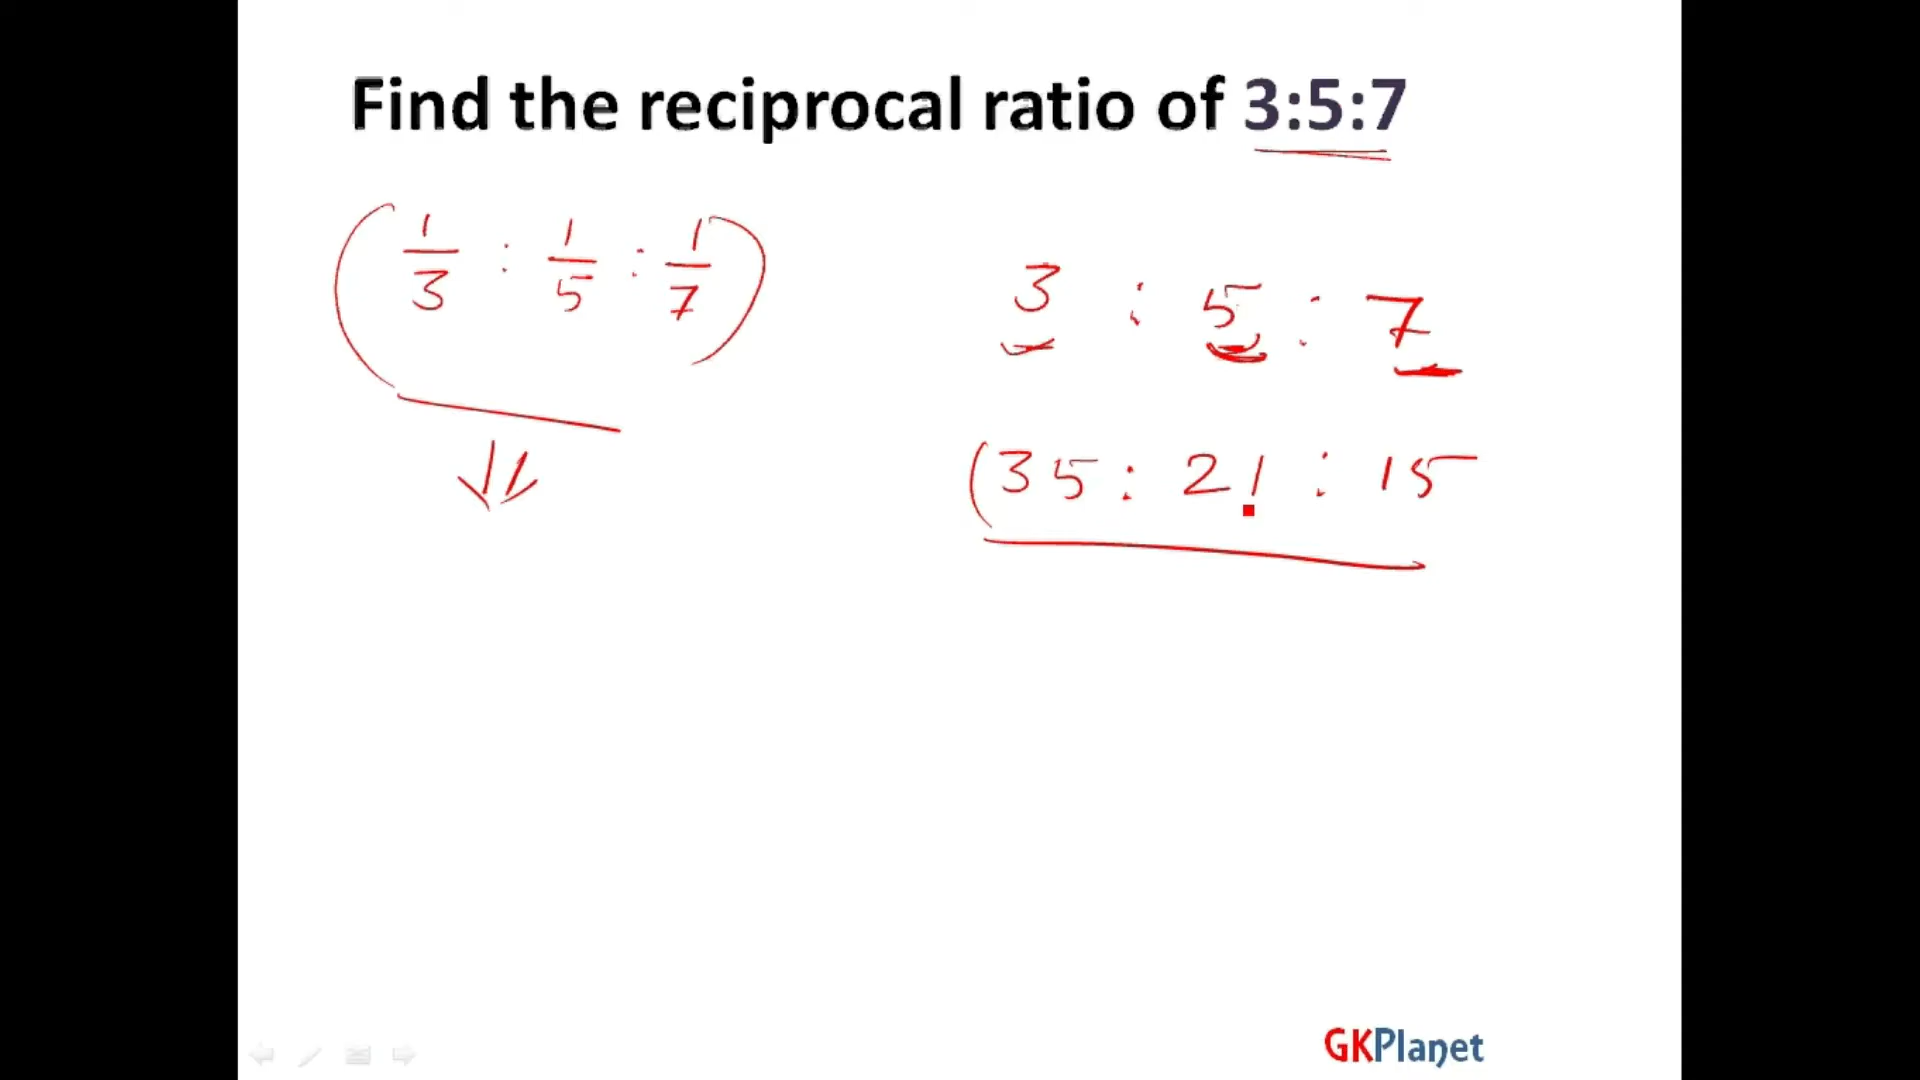 Find the reciprocal ratio of 3:5:7
(1/3 : 1/5 : 1/7)
3 : 5 : 7
(35 : 21 : 15
GKPlanet